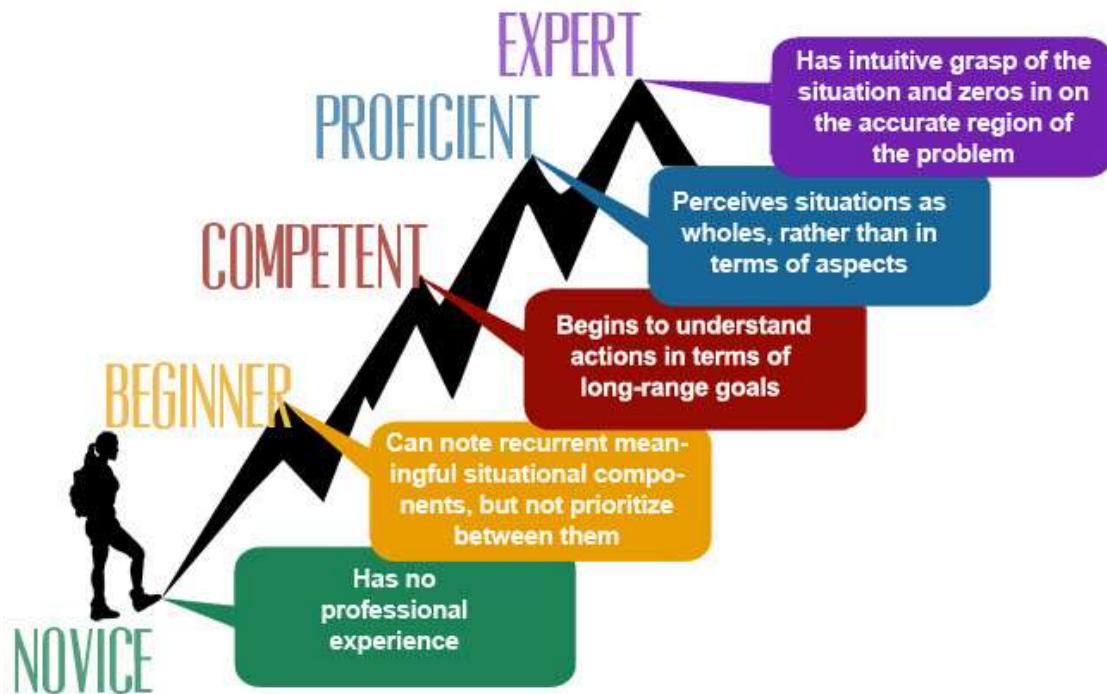 EXPERT
Has intuitive grasp of the
situation and zeros in on
the accurate region of
the problem
PROFICIENT
Perceives situations as
wholes, rather than in
terms of aspects
COMPETENT
Begins to understand
actions in terms of
long-range goals
BEGINNER
Can note recurrent mean-
ingful situational compo-
nents, but not prioritize
between them
Has no
professional
experience
NOVICE